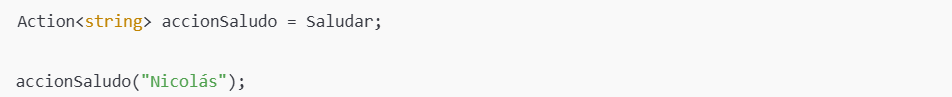 Action<string> accionSaludo = Saludar;
accionSaludo("Nicolás");